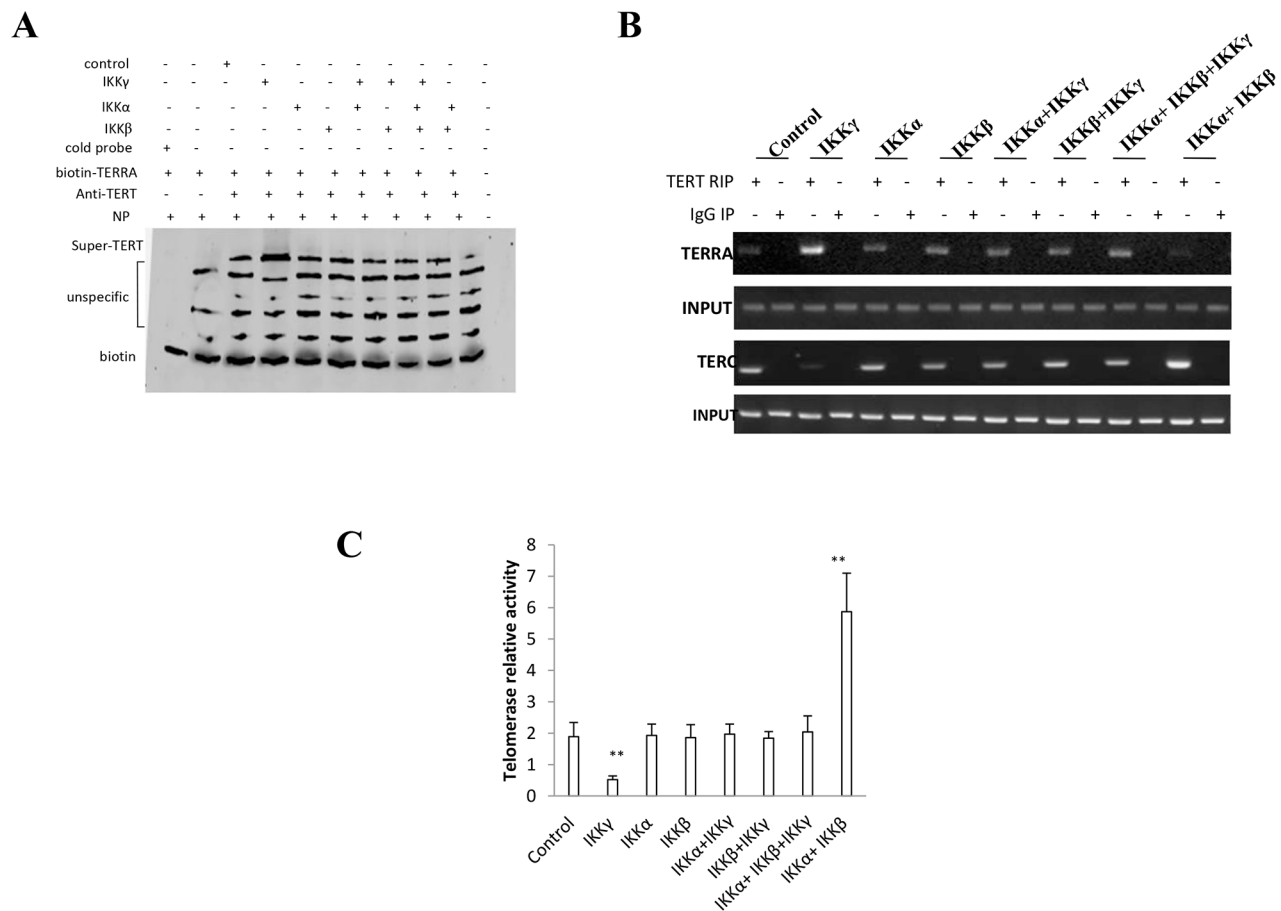 A
control - - + - - - - - - - -
IKKγ - - - + - - + + + - -
IKKα - - - - + - + - + + -
IKKβ - - - - - + - + + + -
cold probe + - - - - - - - - - -
biotin-TERRA + + + + + + + + + + -
Anti-TERT - - + + + + + + + + -
NP + + + + + + + + + + -
Super-TERT
unspecific
biotin
B
Control
IKKγ
IKKα
IKKβ
IKKα+IKKγ
IKKβ+IKKγ
IKKα+ IKKβ+IKKγ
IKKα+ IKKβ
TERT RIP + - + - + - + - + - + - + - + -
IgG IP - + - + - + - + - + - + - + - +
TERRA
INPUT
TERC
INPUT
C
Telomerase relative activity
8
7
6
5
4
3
2
1
0
**
**
Control
IKKγ
IKKα
IKKβ
IKKα+IKKγ
IKKβ+IKKγ
IKKα+ IKKβ+IKKγ
IKKα+ IKKβ